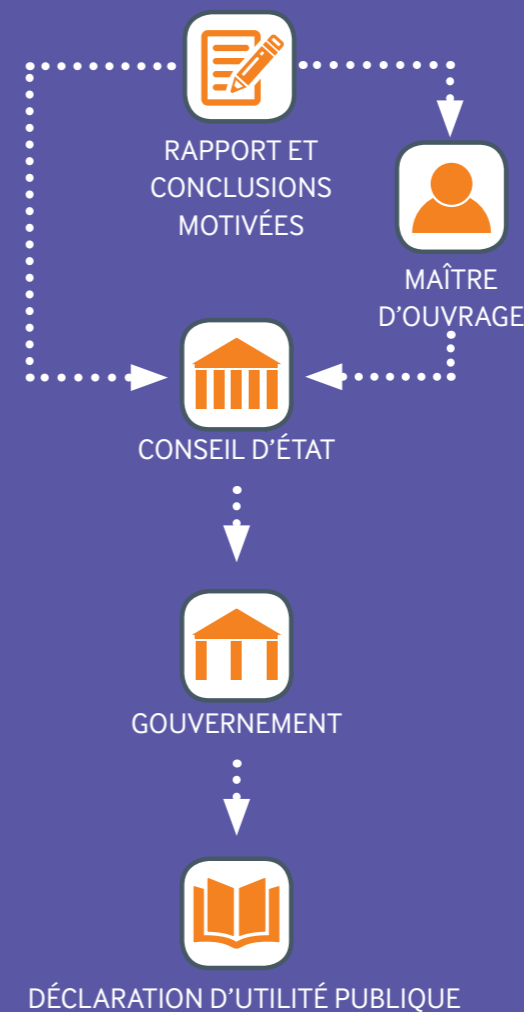 RAPPORT ET
CONCLUSIONS
MOTIVÉES
MAÎTRE
D'OUVRAGE
CONSEIL D'ÉTAT
GOUVERNEMENT
DÉCLARATION D'UTILITÉ PUBLIQUE